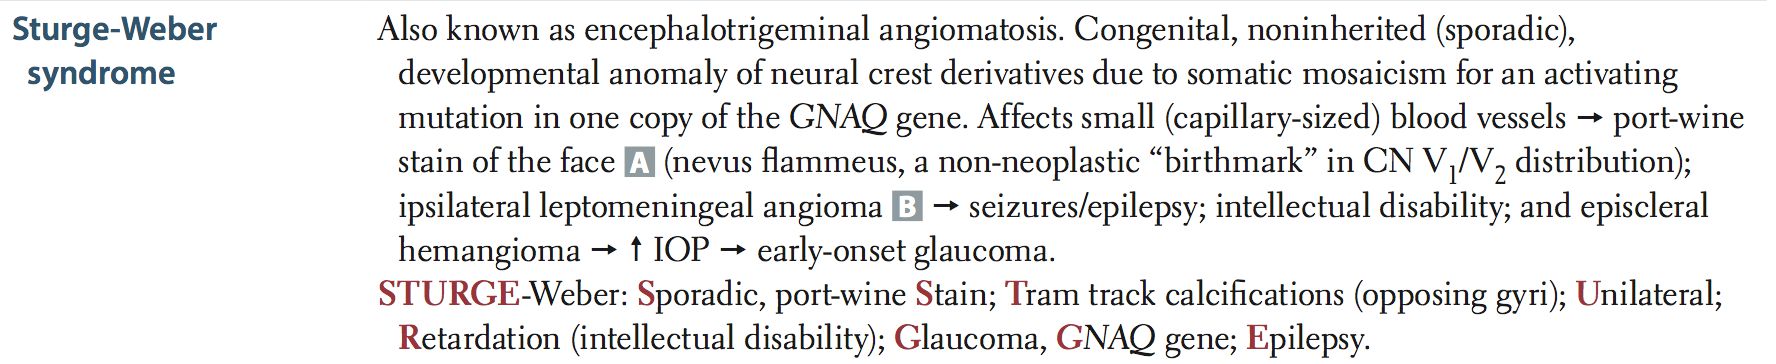 Sturge-Weber
syndrome
Also known as encephalotrigeminal angiomatosis. Congenital, noninherited (sporadic),
developmental anomaly of neural crest derivatives due to somatic mosaicism for an activating
mutation in one copy of the GNAQ gene. Affects small (capillary-sized) blood vessels → port-wine
stain of the face A (nevus flammeus, a non-neoplastic “birthmark” in CN V₁/V₂ distribution);
ipsilateral leptomeningeal angioma B → seizures/epilepsy; intellectual disability; and episcleral
hemangioma → ↑ IOP → early-onset glaucoma.
STURGE-Weber: Sporadic, port-wine Stain; Tram track calcifications (opposing gyri); Unilateral;
Retardation (intellectual disability); Glaucoma, GNAQ gene; Epilepsy.